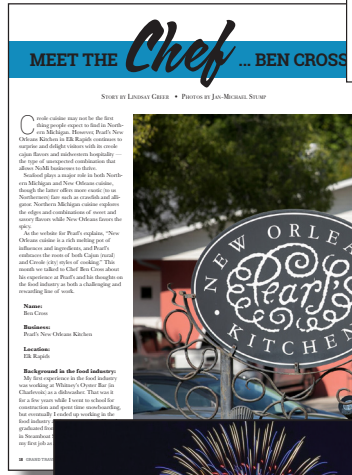 MEET THE Chef ... BEN CROSS
STORY BY LINDSAY GREER • PHOTOS BY JAN-MICHAEL STUMP
Creole cuisine may not be the first
thing people expect to find in North-
ern Michigan. However, Pearl's New
Orleans Kitchen in Elk Rapids continues to
surprise and delight visitors with its creole
cajun flavors and midwestern hospitality —
the type of unexpected combination that
allows NoMi businesses to thrive.
Seafood plays a major role in both North-
ern Michigan and New Orleans cuisine,
though the latter offers more exotic (to us
Northerners) fare such as crawfish and alli-
gator. Northern Michigan cuisine explores
the edges and combinations of sweet and
savory flavors while New Orleans favors the
spicy.
As the website for Pearl's explains, "New
Orleans cuisine is a rich melting pot of
influences and ingredients, and Pearl's
embraces the roots of both Cajun (rural)
and Creole (city) styles of cooking." This
month we talked to Chef Ben Cross about
his experience at Pearl's and his thoughts on
the food industry as both a challenging and
rewarding line of work.
Name:
Ben Cross
Business:
Pearl's New Orleans Kitchen
Location:
Elk Rapids
Background in the food industry:
My first experience in the food industry
was working at Whitney's Oyster Bar (in
Charlevoix) as a dishwasher. That was it
for a few years while I went to school for
construction and spent time snowboarding,
but eventually I ended up working in the
food industry
graduated from
in Steamboat
my first job as
18 GRAND TRAV
NEW ORLEA
Pearl's
KITCHEN